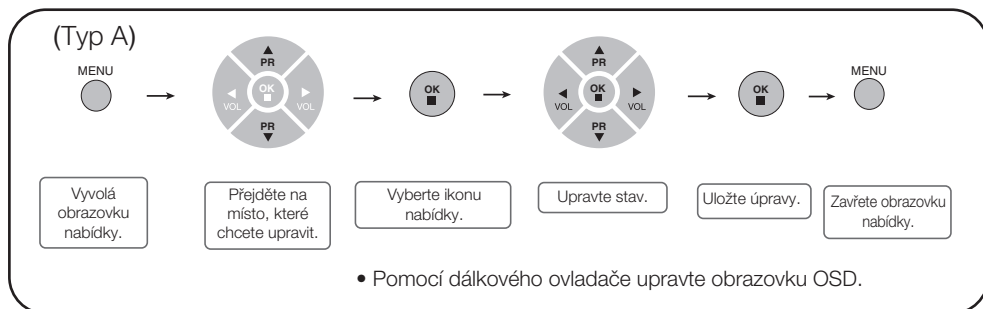 (Typ A)
MENU
PR
VOL
OK
VOL
PR
OK
PR
VOL
OK
VOL
PR
OK
MENU
Vyvolá
obrazovku
nabídky.
Přejděte na
místo, které
chcete upravit.
Vyberte ikonu
nabídky.
Upravte stav.
Uložte úpravy.
Zavřete obrazovku
nabídky.
• Pomocí dálkového ovladače upravte obrazovku OSD.